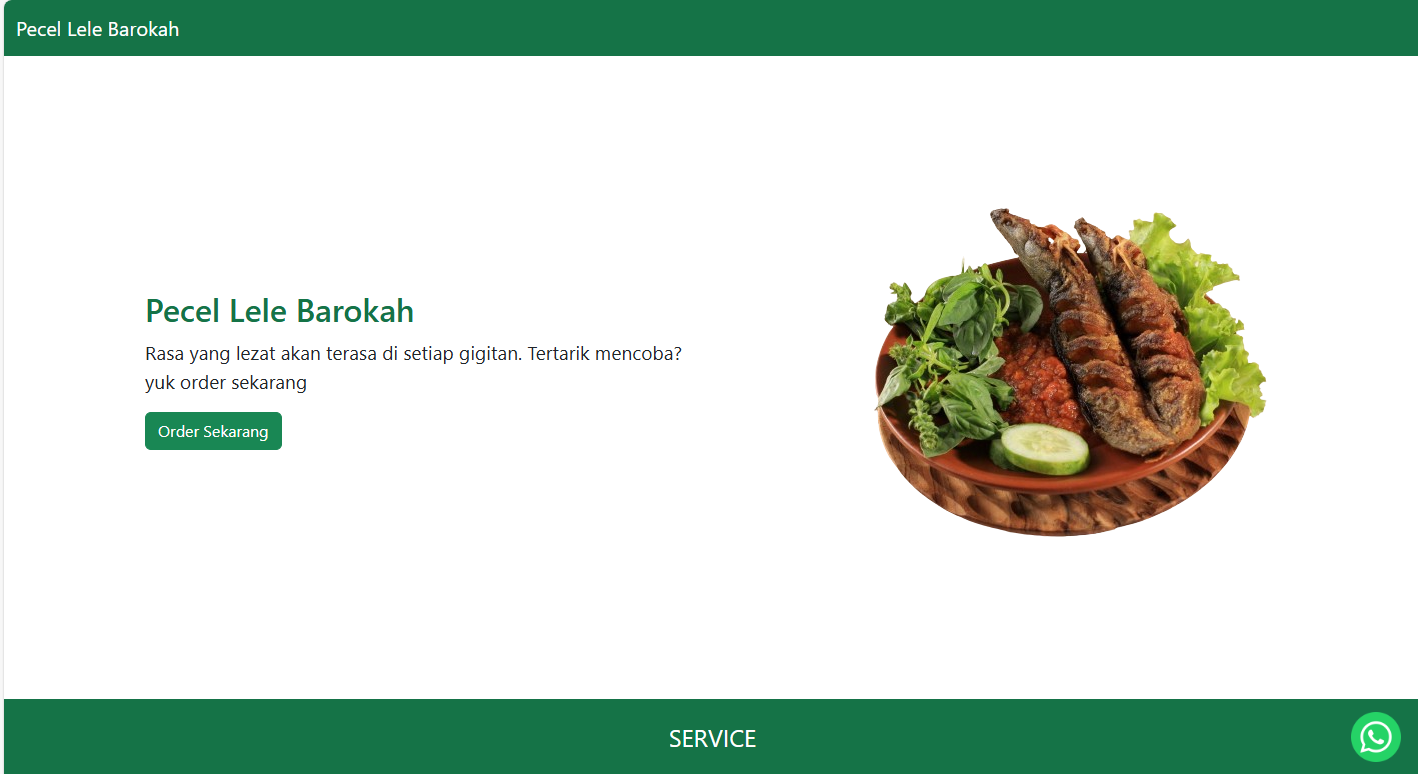 Pecel Lele Barokah
Pecel Lele Barokah
Rasa yang lezat akan terasa di setiap gigitan. Tertarik mencoba?
yuk order sekarang
Order Sekarang
SERVICE